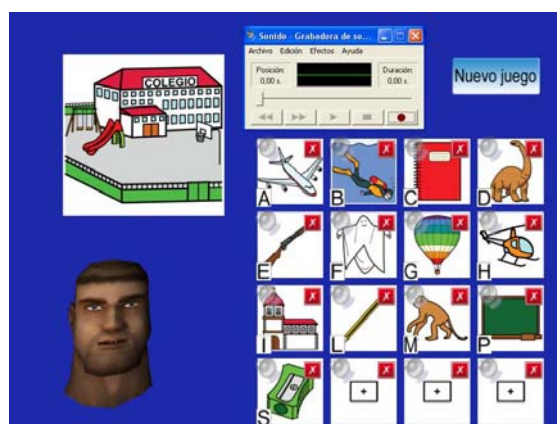 Sonido - Grabadora de so...
Archivo Edición Efectos Ayuda
Posición:
0,00 s.
Duración:
0,00 s.
Nuevo juego
COLEGIO
A
B
C
D
E
F
G
H
I
L
M
P
S